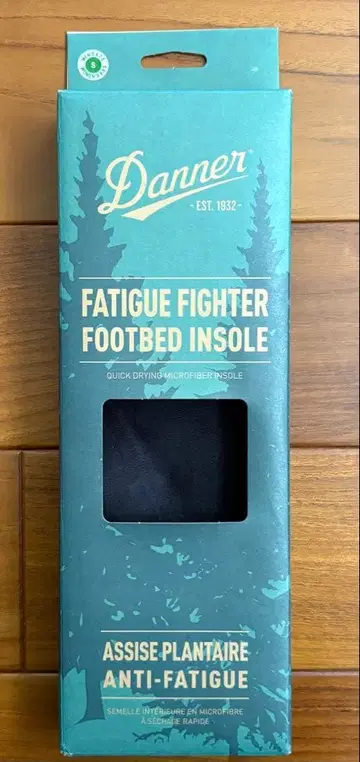 S
Danner
- EST. 1932 -
FATIGUE FIGHTER
FOOTBED INSOLE
QUICK DRYING MICROFIBER INSOLE
ASSISE PLANTAIRE
ANTI-FATIGUE
SEMELLE INTÉRIEURE EN MICROFIBRE
À SÉCHAGE RAPIDE